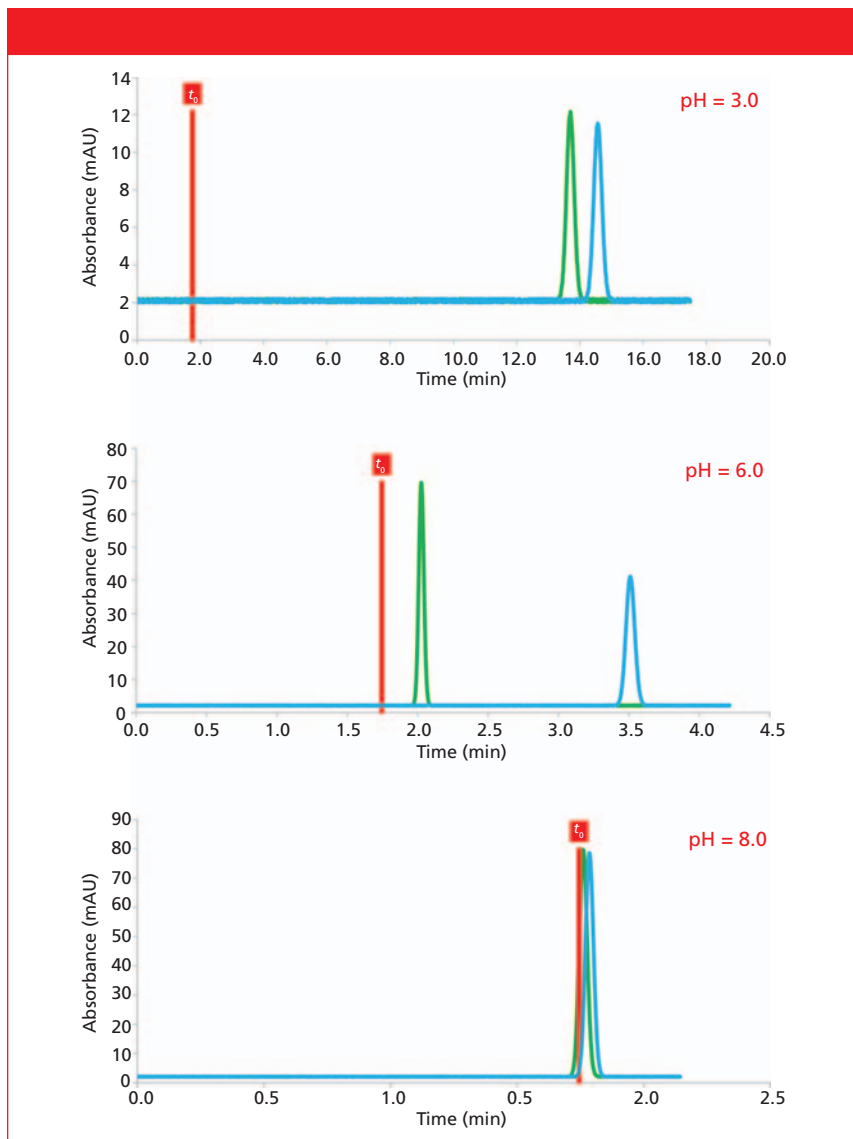 14
t₀
pH = 3.0
12
10
8
6
4
2
0
Absorbance (mAU)
0.0 2.0 4.0 6.0 8.0 10.0 12.0 14.0 16.0 18.0 20.0
Time (min)
80
t₀
pH = 6.0
70
60
50
40
30
20
10
0
Absorbance (mAU)
0.0 0.5 1.0 1.5 2.0 2.5 3.0 3.5 4.0 4.5
Time (min)
90
t₀
pH = 8.0
80
70
60
50
40
30
20
10
0
Absorbance (mAU)
0.0 0.5 1.0 0.5 2.0 2.5
Time (min)